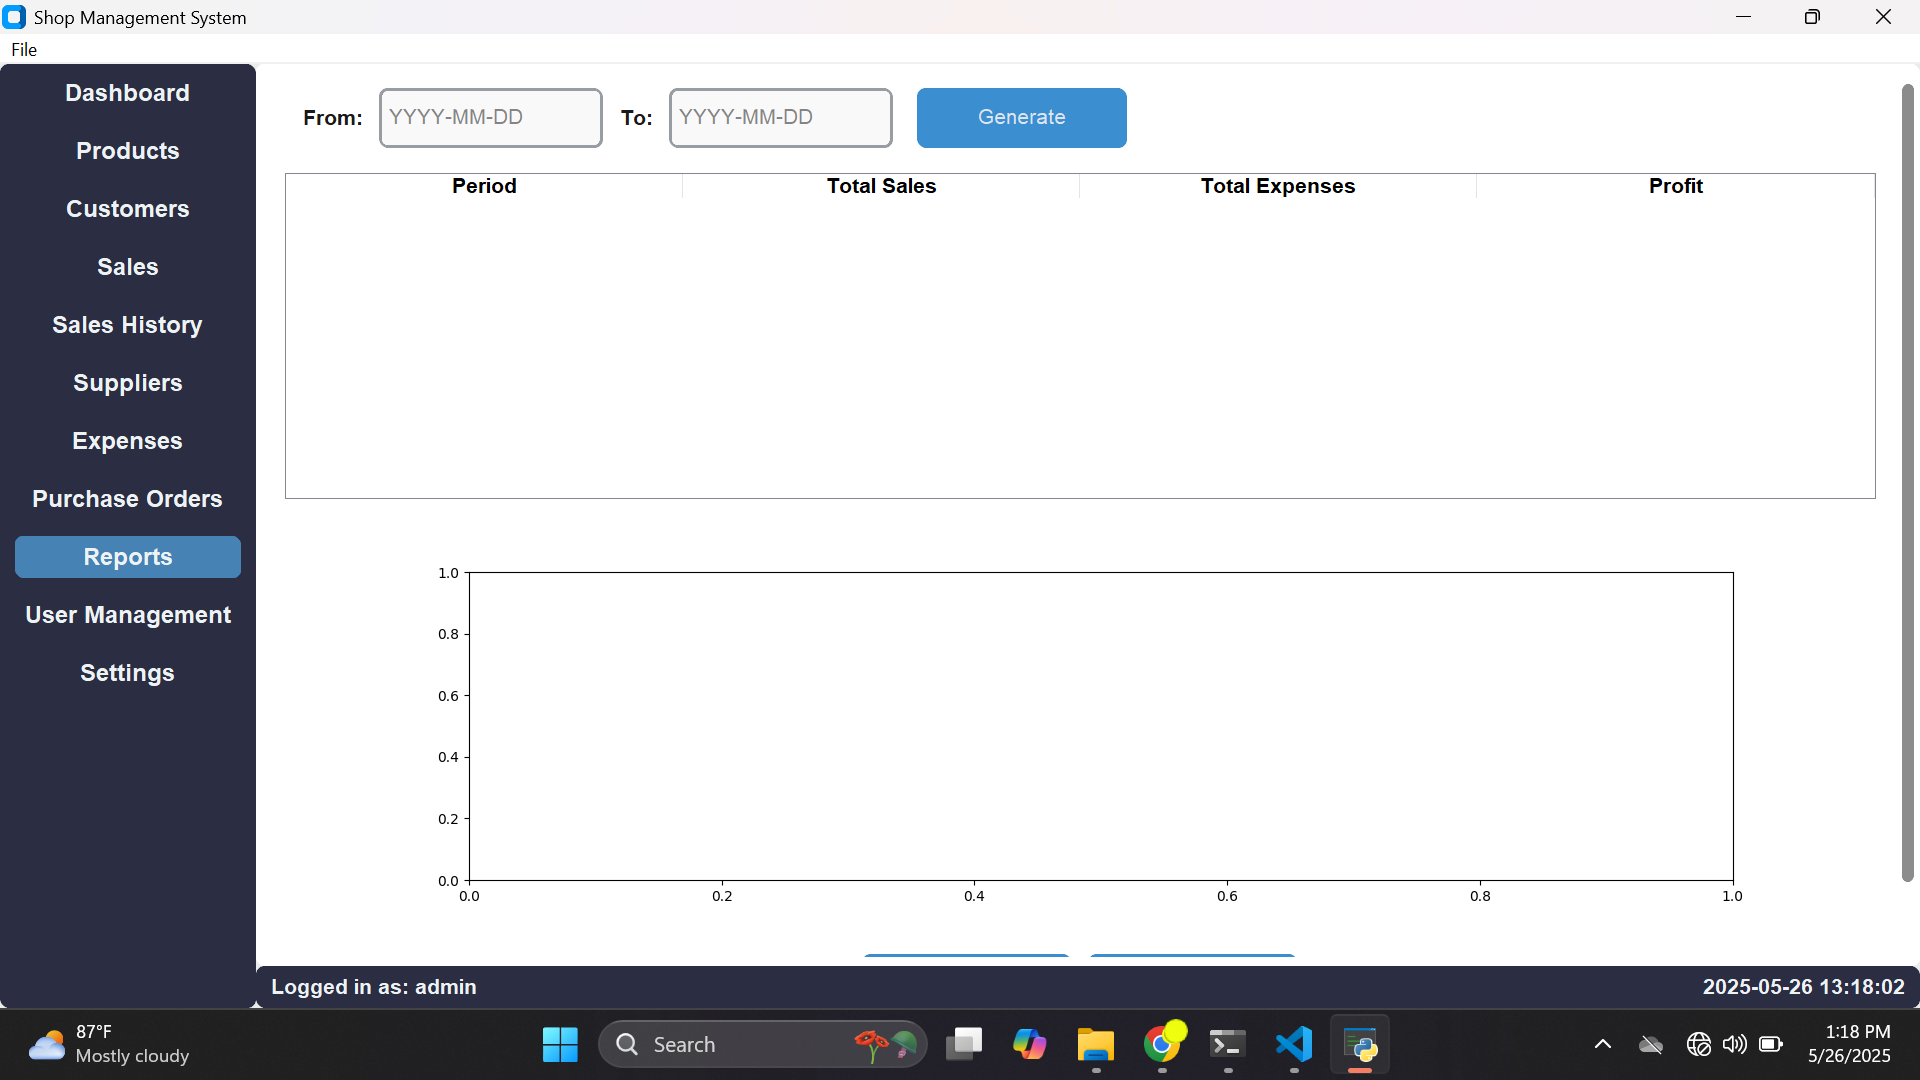 Shop Management System
File
Dashboard
Products
Customers
Sales
Sales History
Suppliers
Expenses
Purchase Orders
Reports
User Management
Settings
From: YYYY-MM-DD To: YYYY-MM-DD Generate
Period Total Sales Total Expenses Profit
1.0
0.8
0.6
0.4
0.2
0.0
0.0 0.2 0.4 0.6 0.8 1.0
Logged in as: admin 2025-05-26 13:18:02
87°F
Mostly cloudy
Search
1:18 PM
5/26/2025